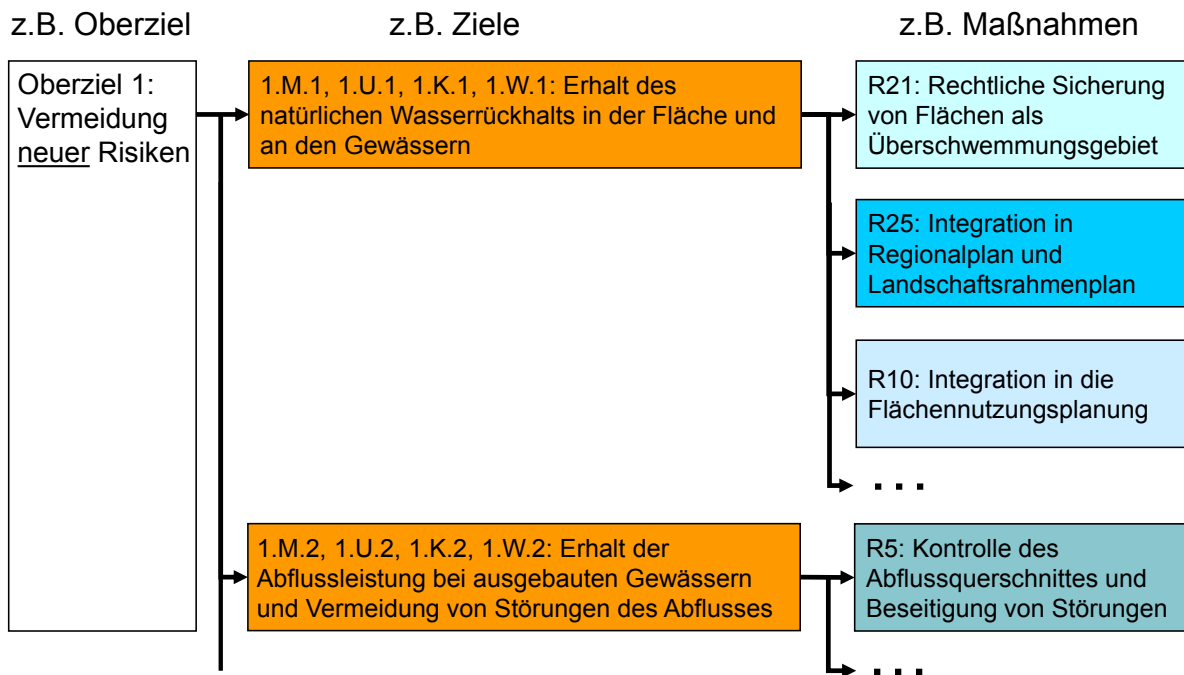 z.B. Oberziel
z.B. Ziele
z.B. Maßnahmen
Oberziel 1:
Vermeidung
neuer Risiken
1.M.1, 1.U.1, 1.K.1, 1.W.1: Erhalt des
natürlichen Wasserrückhalts in der Fläche und
an den Gewässern
R21: Rechtliche Sicherung
von Flächen als
Überschwemmungsgebiet
R25: Integration in
Regionalplan und
Landschaftsrahmenplan
R10: Integration in die
Flächennutzungsplanung
. . .
1.M.2, 1.U.2, 1.K.2, 1.W.2: Erhalt der
Abflussleistung bei ausgebauten Gewässern
und Vermeidung von Störungen des Abflusses
R5: Kontrolle des
Abflussquerschnittes und
Beseitigung von Störungen
. . .